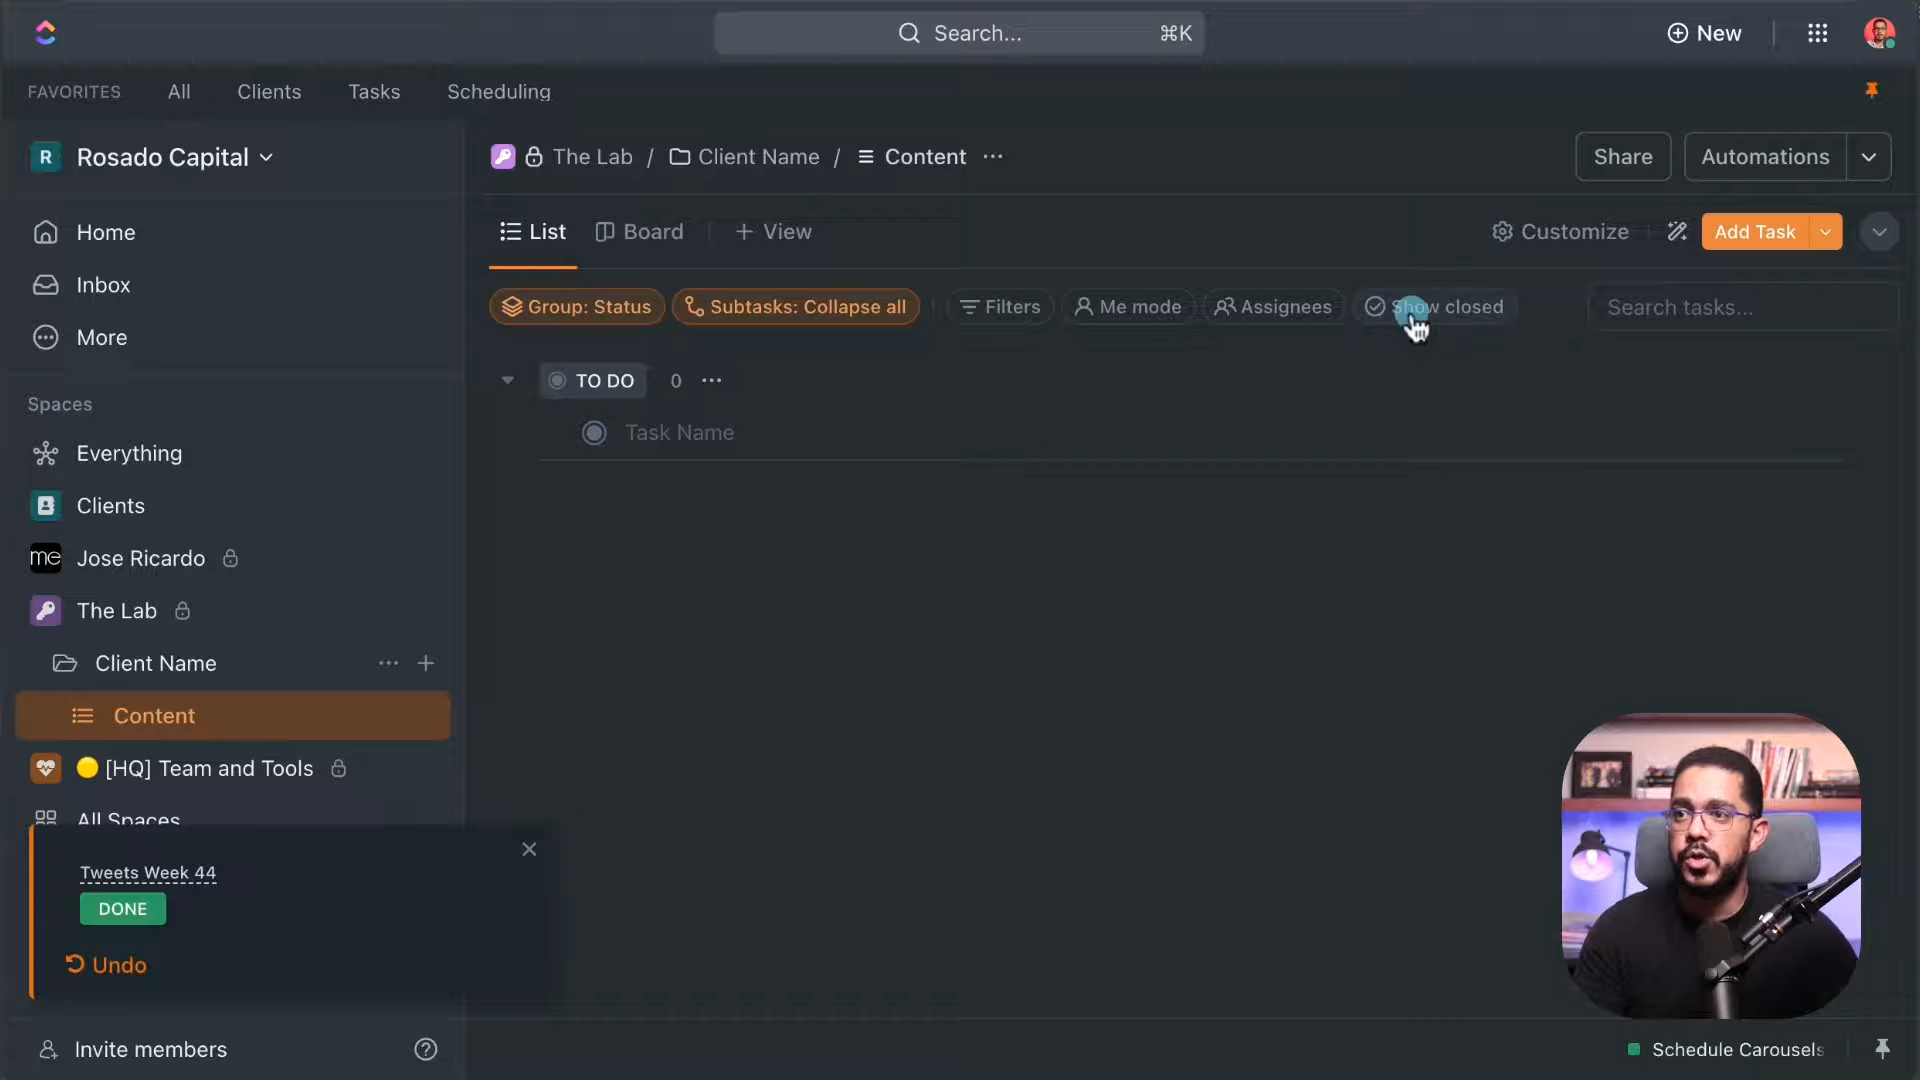 Search...
⌘K
New
FAVORITES
All
Clients
Tasks
Scheduling
R
Rosado Capital
The Lab / Client Name / Content
Share
Automations
Home
Inbox
More
List
Board
+ View
Customize
Add Task
Group: Status
Subtasks: Collapse all
Filters
Me mode
Assignees
Show closed
Search tasks...
TO DO
0
Task Name
Spaces
Everything
Clients
me
Jose Ricardo
The Lab
Client Name
Content
[HQ] Team and Tools
All Spaces
Tweets Week 44
DONE
Undo
Invite members
Schedule Carousels